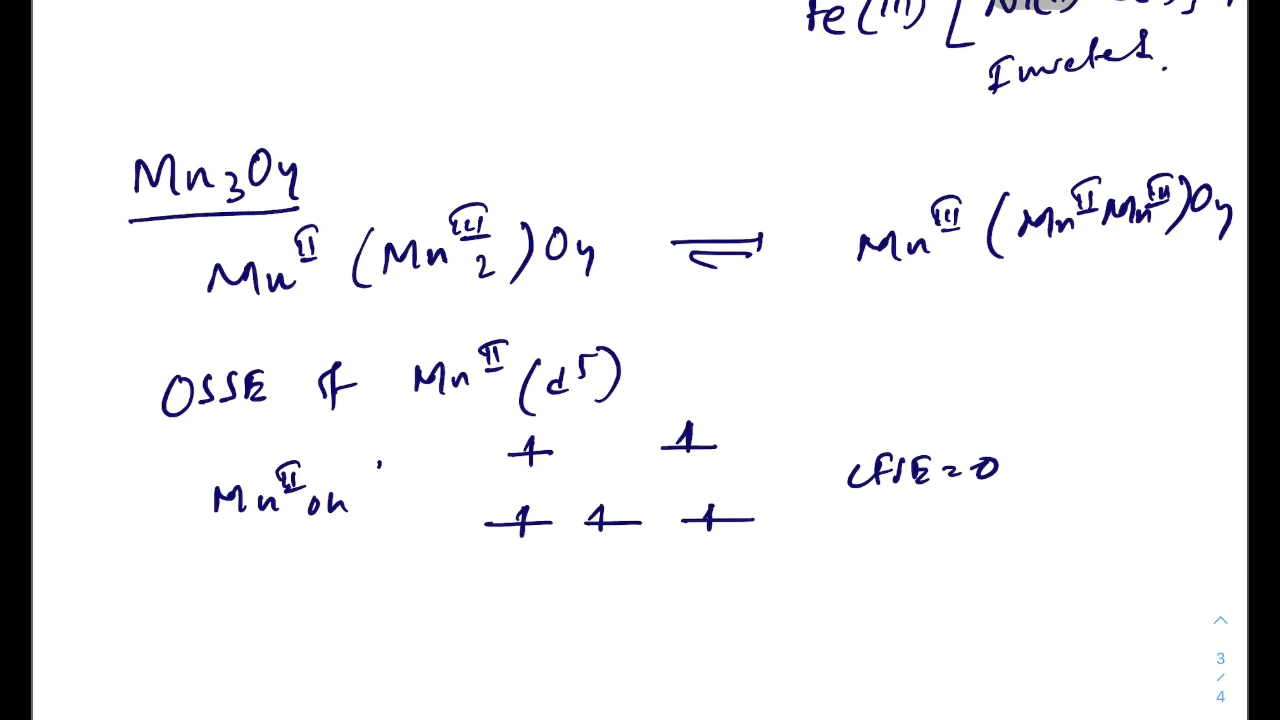 Fe(III) [
Inverted.
Mn3O4
Mn^II (Mn^III 2)O4 ⇌ Mn^III (Mn^II Mn^III)O4
OSSE of Mn^II (d5)
Mn^II oh
CFSE = 0
3
/
4